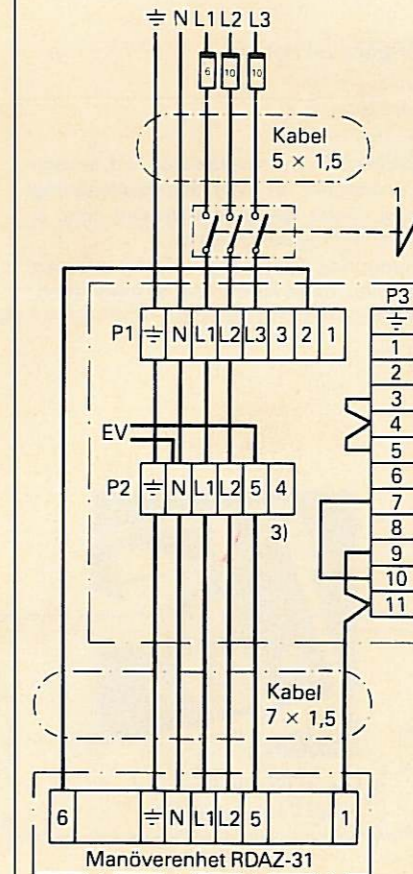 ⏚ N L1 L2 L3
6 10 10
Kabel
5 × 1,5
1
P3
⏚
1
2
3
4
5
6
7
8
9
10
11
P1 ⏚ N L1 L2 L3 3 2 1
EV
P2 ⏚ N L1 L2 5 4
3)
Kabel
7 × 1,5
6 ⏚ N L1 L2 5 1
Manöverenhet RDAZ-31